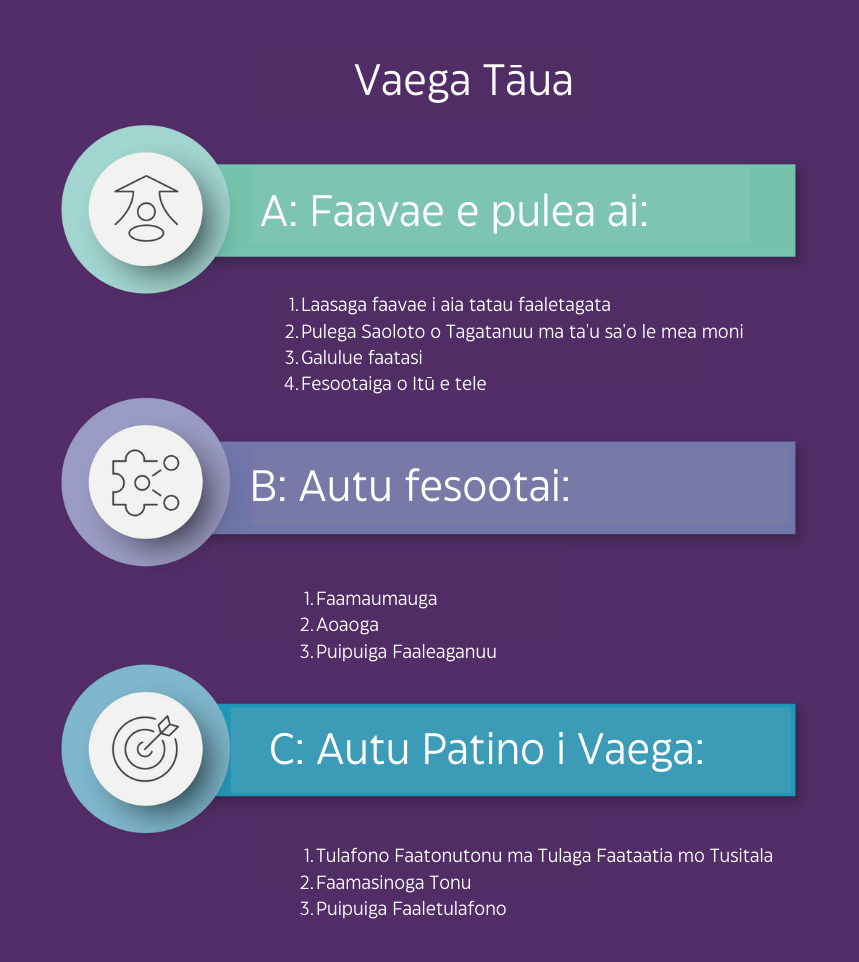 Vaega Tāua
A: Faavae e pulea ai:
1. Laasaga faavae i aia tatau faaletagata
2. Pulega Saoloto o Tagatanuu ma ta'u sa'o le mea moni
3. Galulue faatasi
4. Fesootaiga o Itū e tele
B: Autu fesootai:
1. Faamaumauga
2. Aoaoga
3. Puipuiga Faaleaganuu
C: Autu Patino i Vaega:
1. Tulafono Faatonutonu ma Tulaga Faataatia mo Tusitala
2. Faamasinoga Tonu
3. Puipuiga Faaletulafono